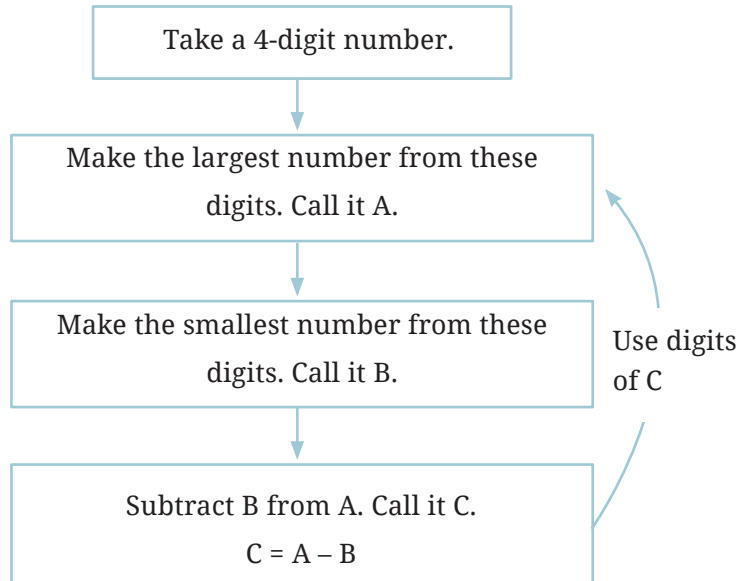 Take a 4-digit number.
Make the largest number from these
digits. Call it A.
Make the smallest number from these
digits. Call it B.
Use digits
of C
Subtract B from A. Call it C.
C = A – B